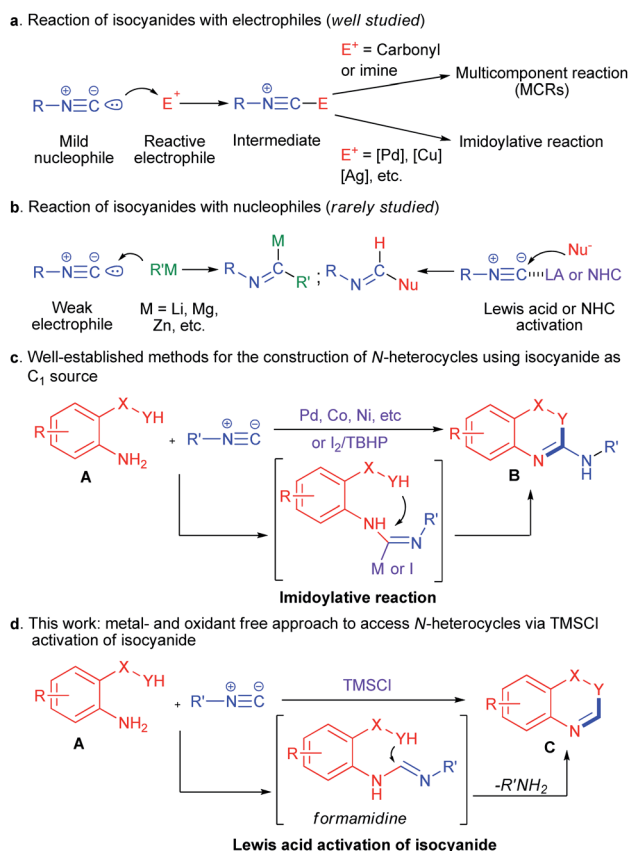 a. Reaction of isocyanides with electrophiles (well studied)
E⁺ = Carbonyl
or imine
R–N≡C
⊕ ⊖
E⁺
R–N≡C–E
⊕
Multicomponent reaction
(MCRs)
Mild
nucleophile
Reactive
electrophile
Intermediate
Imidoylative reaction
E⁺ = [Pd], [Cu]
[Ag], etc.
b. Reaction of isocyanides with nucleophiles (rarely studied)
M
H
Nu⁻
R–N≡C
⊕ ⊖
R'M
R
N
C
R'
;
R
N
C
Nu
R–N≡C
⊕ ⊖
LA or NHC
Weak
electrophile
M = Li, Mg,
Zn, etc.
Lewis acid or NHC
activation
c. Well-established methods for the construction of N-heterocycles using isocyanide as
C₁ source
X
YH
R
NH₂
A
+
R'–N≡C
⊕ ⊖
Pd, Co, Ni, etc
or I₂/TBHP
X
Y
R
N
N
H
R'
B
X
YH
R
NH
N
R'
M or I
Imidoylative reaction
d. This work: metal- and oxidant free approach to access N-heterocycles via TMSCl
activation of isocyanide
X
YH
R
NH₂
A
+
R'–N≡C
⊕ ⊖
TMSCl
X
Y
R
N
C
X
YH
R
N
H
N
R'
formamidine
-R'NH₂
Lewis acid activation of isocyanide